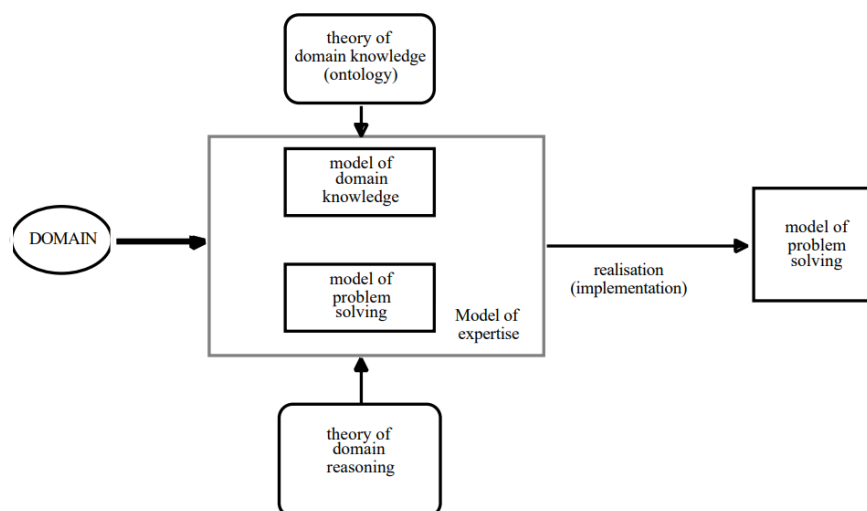 theory of
domain knowledge
(ontology)
model of
domain
knowledge
DOMAIN
model of
problem
solving
Model of
expertise
realisation
(implementation)
model of
problem
solving
theory of
domain
reasoning